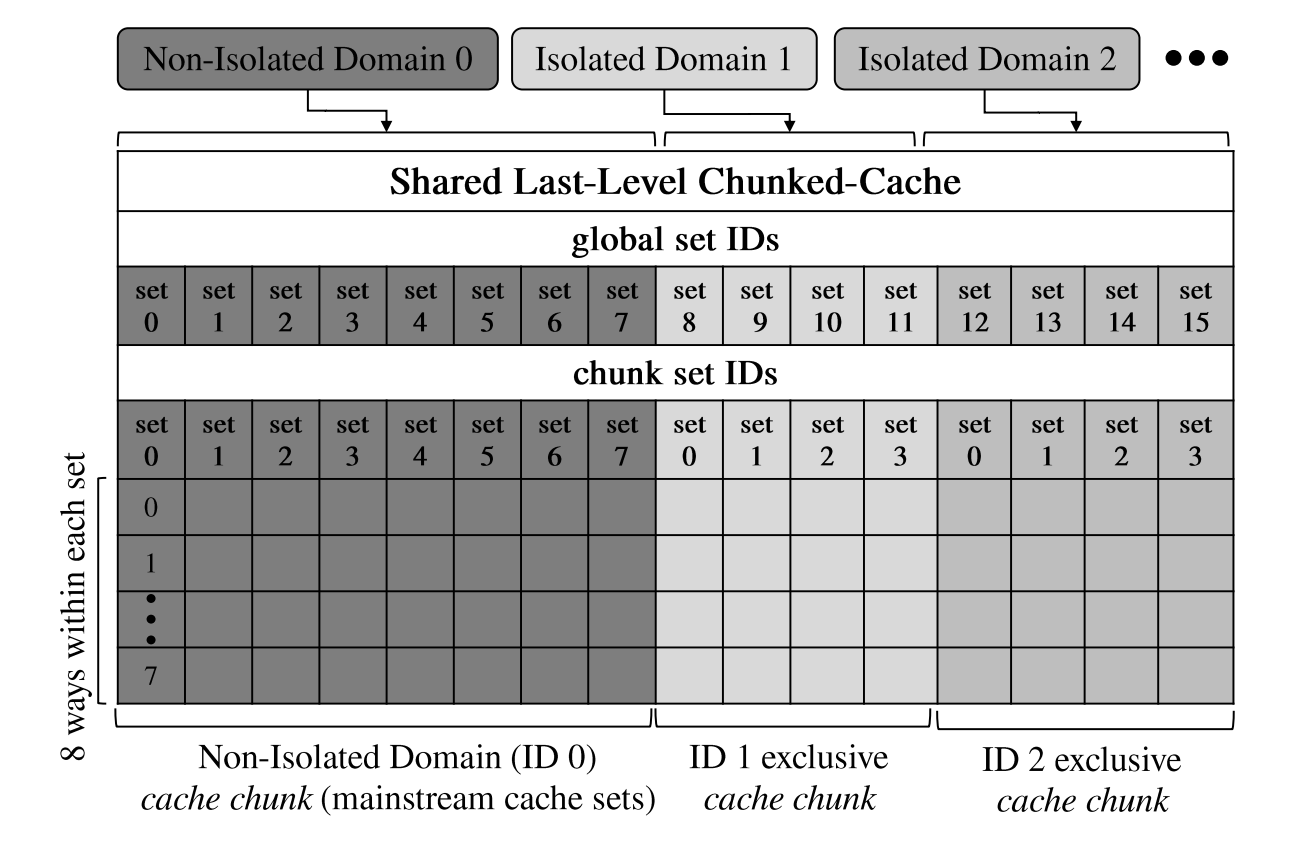 Non-Isolated Domain 0 Isolated Domain 1 Isolated Domain 2 •••
Shared Last-Level Chunked-Cache
global set IDs
set set set set set set set set set set set set set set set set
0 1 2 3 4 5 6 7 8 9 10 11 12 13 14 15
chunk set IDs
set set set set set set set set set set set set set set set set
0 1 2 3 4 5 6 7 0 1 2 3 0 1 2 3
8 ways within each set
0
1
7
Non-Isolated Domain (ID 0)
cache chunk (mainstream cache sets)
ID 1 exclusive
cache chunk
ID 2 exclusive
cache chunk